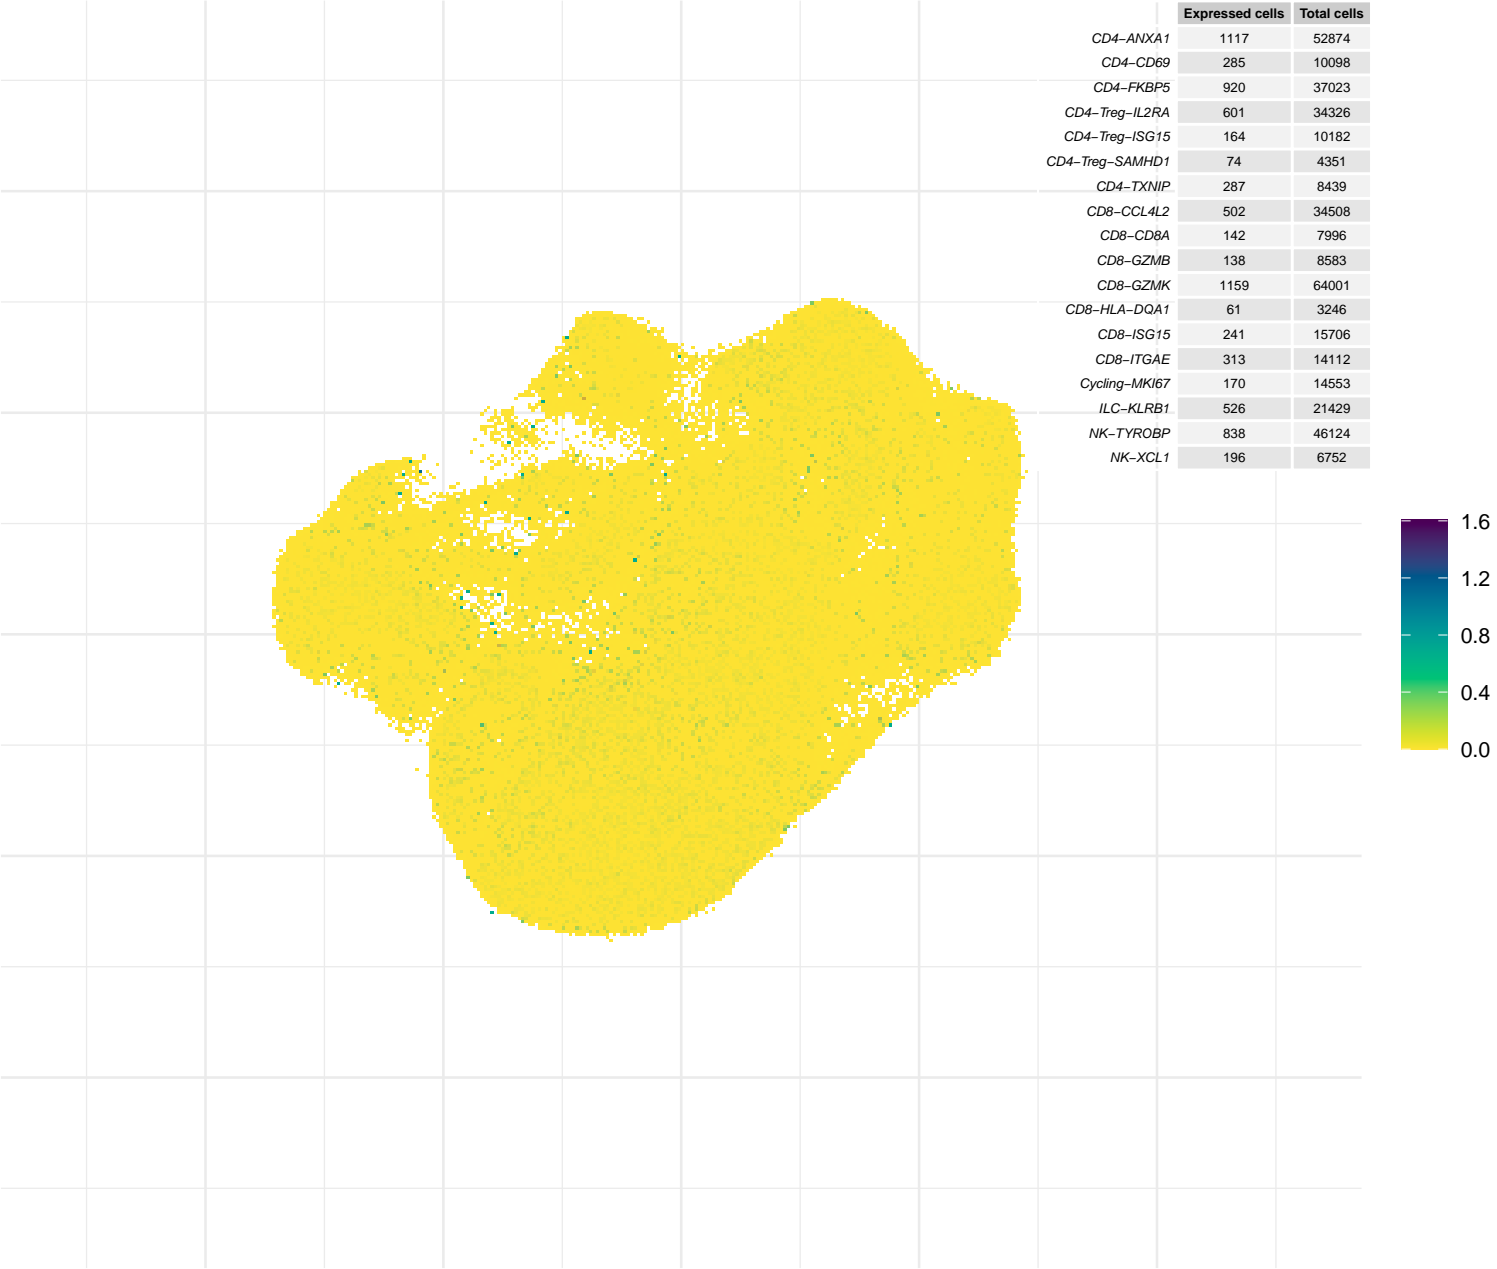 Expressed cells Total cells
CD4−ANXA1 1117 52874
CD4−CD69 285 10098
CD4−FKBP5 920 37023
CD4−Treg−IL2RA 601 34326
CD4−Treg−ISG15 164 10182
CD4−Treg−SAMHD1 74 4351
CD4−TXNIP 287 8439
CD8−CCL4L2 502 34508
CD8−CD8A 142 7996
CD8−GZMB 138 8583
CD8−GZMK 1159 64001
CD8−HLA−DQA1 61 3246
CD8−ISG15 241 15706
CD8−ITGAE 313 14112
Cycling−MKI67 170 14553
ILC−KLRB1 526 21429
NK−TYROBP 838 46124
NK−XCL1 196 6752
1.6
1.2
0.8
0.4
0.0